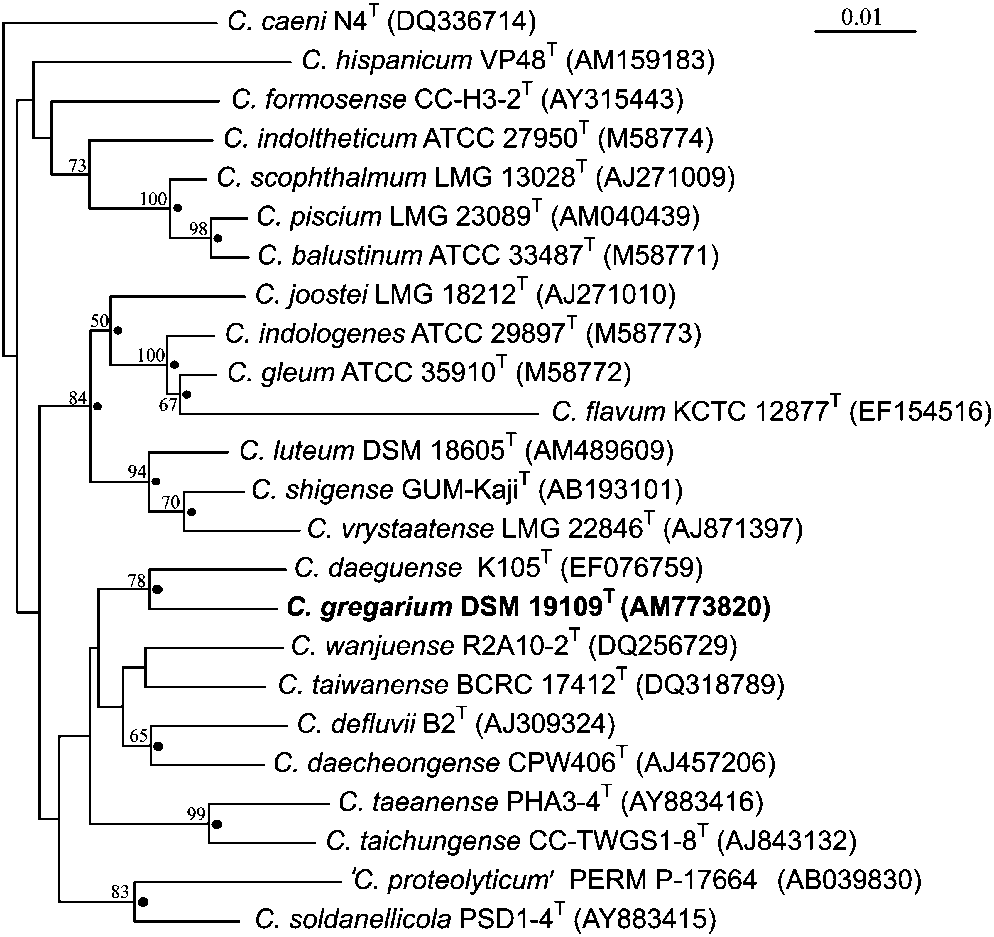 C. caeni N4T (DQ336714)
0.01
C. hispanicum VP48T (AM159183)
C. formosense CC-H3-2T (AY315443)
C. indoltheticum ATCC 27950T (M58774)
73
C. scophthalmum LMG 13028T (AJ271009)
100
C. piscium LMG 23089T (AM040439)
98
C. balustinum ATCC 33487T (M58771)
C. joostei LMG 18212T (AJ271010)
50
C. indologenes ATCC 29897T (M58773)
100
C. gleum ATCC 35910T (M58772)
84
67
C. flavum KCTC 12877T (EF154516)
C. luteum DSM 18605T (AM489609)
94
C. shigense GUM-KajiT (AB193101)
70
C. vrystaatense LMG 22846T (AJ871397)
C. daeguense K105T (EF076759)
78
C. gregarium DSM 19109T (AM773820)
C. wanjuense R2A10-2T (DQ256729)
C. taiwanense BCRC 17412T (DQ318789)
C. defluvii B2T (AJ309324)
65
C. daecheongense CPW406T (AJ457206)
C. taeanense PHA3-4T (AY883416)
99
C. taichungense CC-TWGS1-8T (AJ843132)
'C. proteolyticum' PERM P-17664 (AB039830)
83
C. soldanellicola PSD1-4T (AY883415)